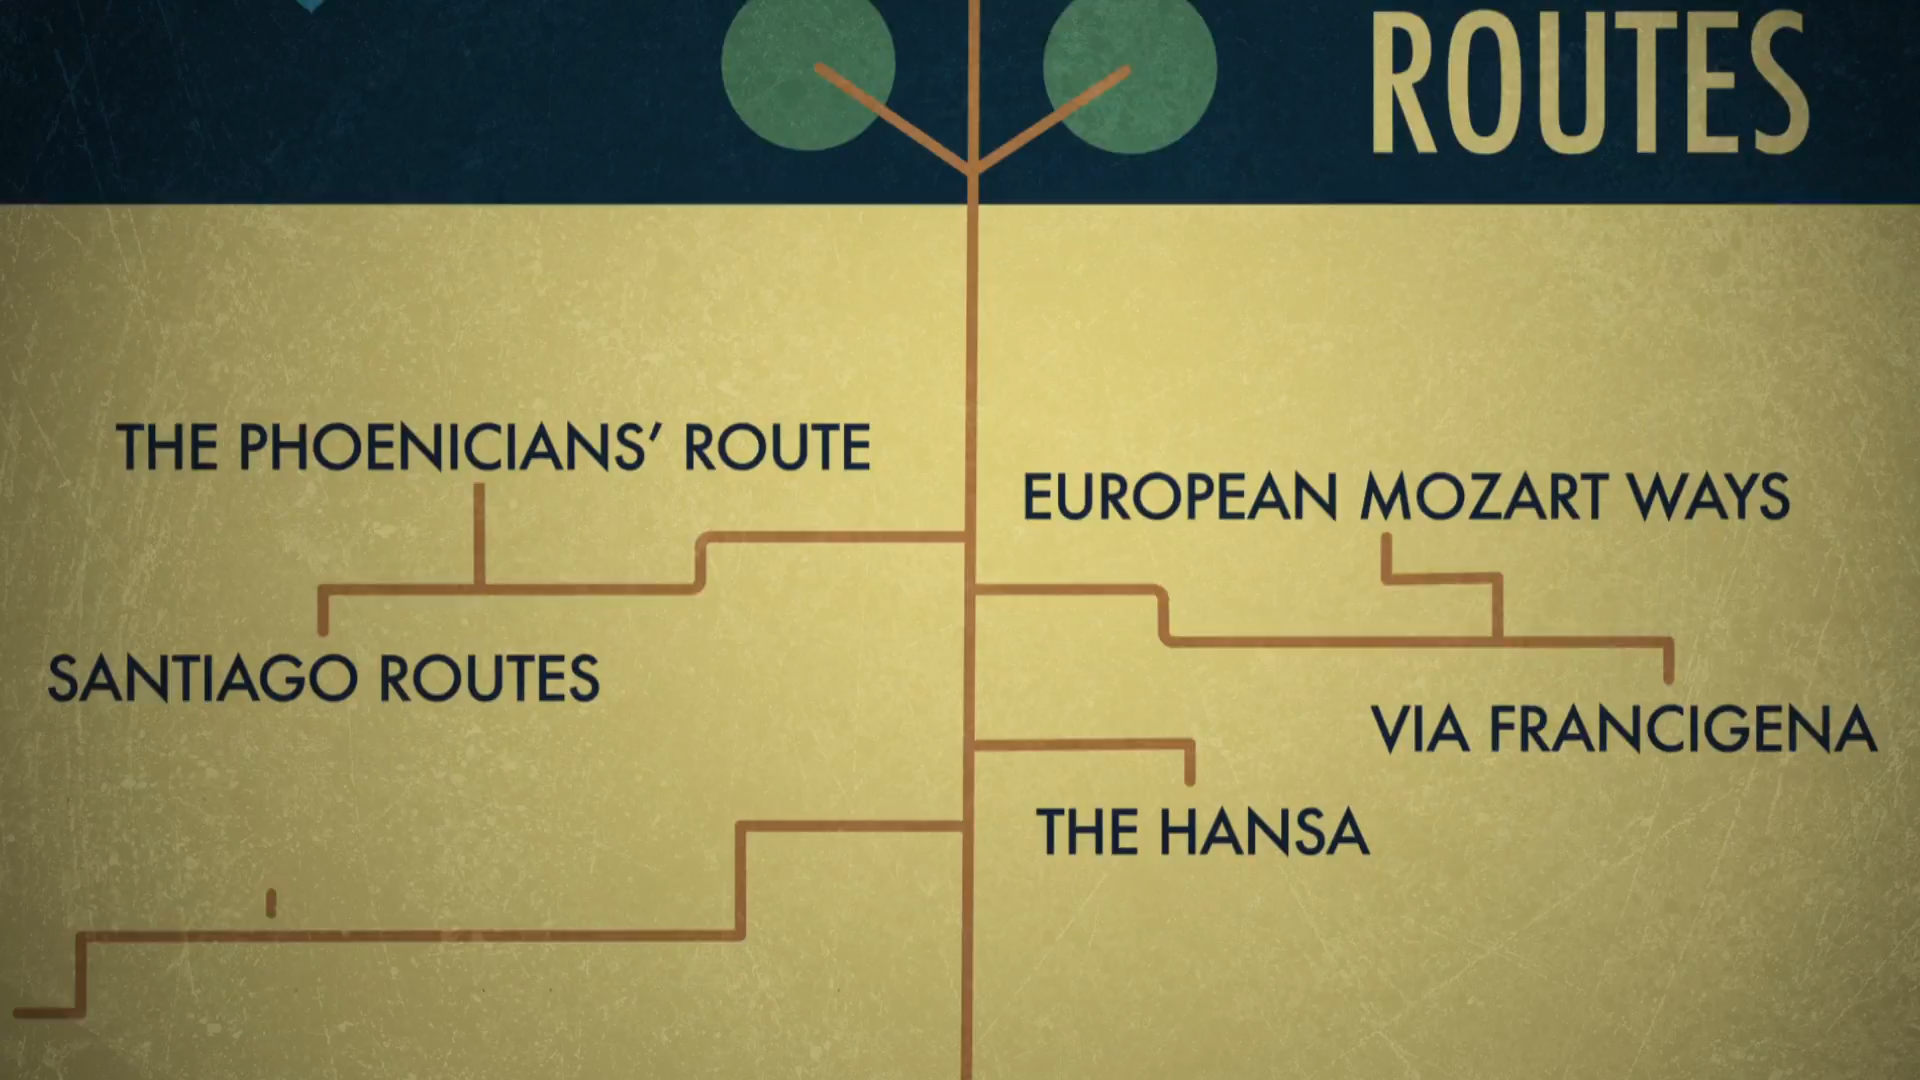 ROUTES
THE PHOENICIANS’ ROUTE
EUROPEAN MOZART WAYS
SANTIAGO ROUTES
VIA FRANCIGENA
THE HANSA